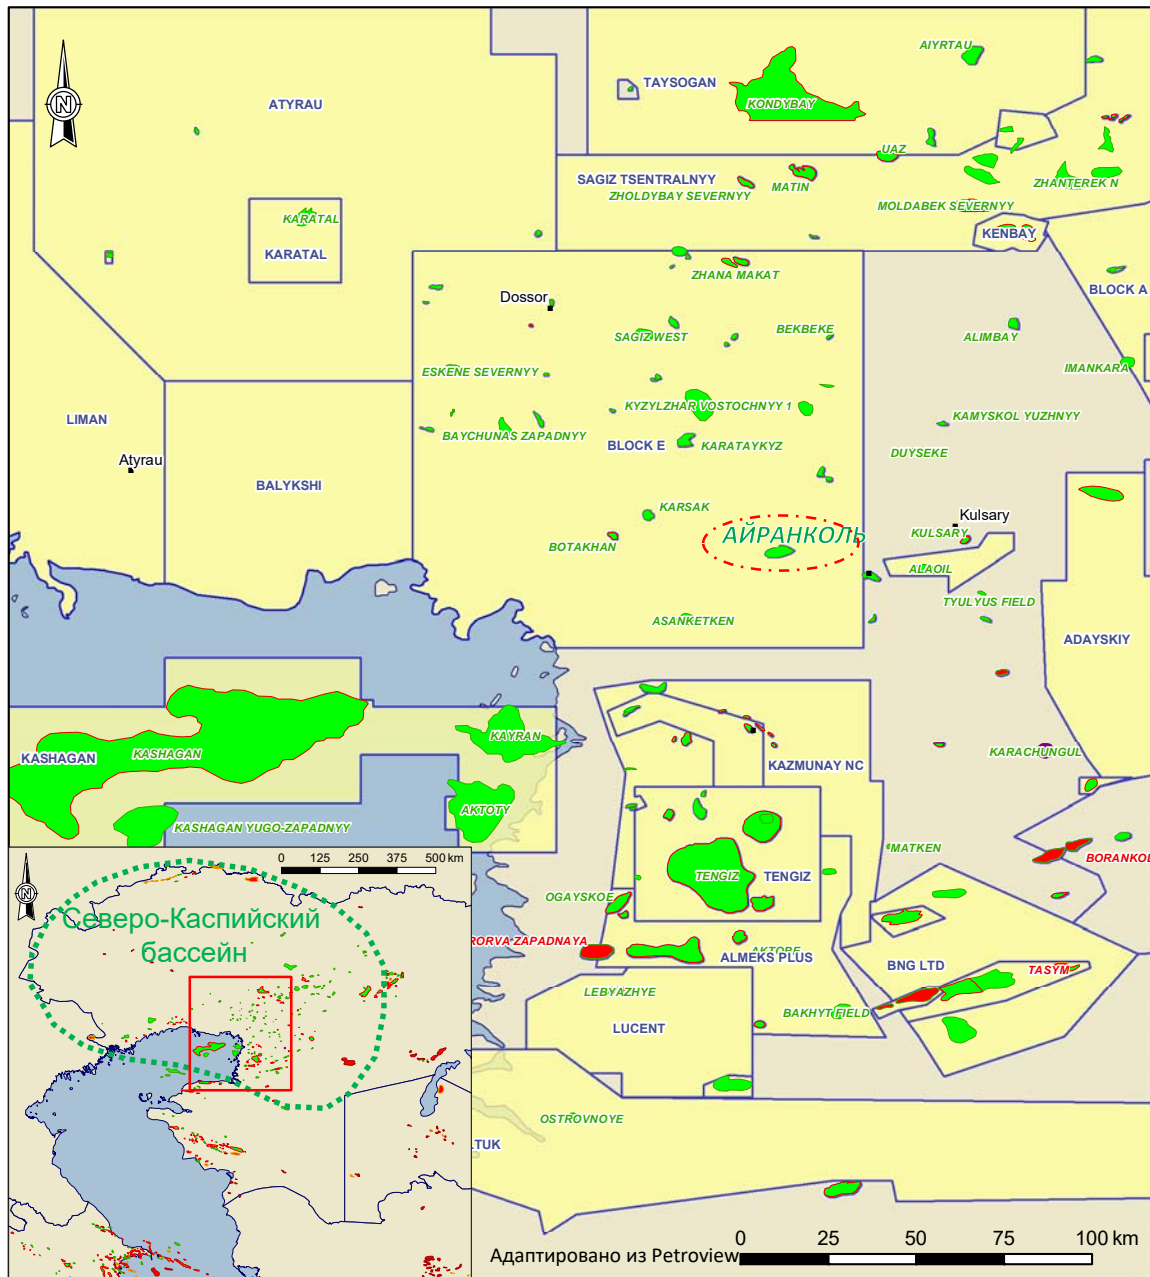 N
AIYRTAU
TAYSOGAN
ATYRAU
KONDYBAY
UAZ
SAGIZ TSENTRALNYY
MATIN
ZHOLDYBAY SEVERNYY
ZHANTEREK N
MOLDABEK SEVERNYY
KARATAL
KENBAY
KARATAL
ZHANA MAKAT
BLOCK A
Dossor
SAGIZ WEST
BEKBEKE
ALIMBAY
ESKENE SEVERNYY
IMANKARA
KYZYLZHAR VOSTOCHNYY 1
LIMAN
KAMYSKOL YUZHNYY
BAYCHUNAS ZAPADNYY
BLOCK E
KARATAYKYZ
DUYSEKE
Atyrau
BALYKSHI
KARSAK
Kulsary
АЙРАНКОЛЬ
KULSARY
BOTAKHAN
ALAOIL
TYULYUS FIELD
ASANKETKEN
ADAYSKIY
KAYRAN
KASHAGAN
KASHAGAN
KARACHUNGUL
KAZMUNAY NC
AKTOTY
KASHAGAN YUGO-ZAPADNYY
MATKEN
BORANKOL
TENGIZ
TENGIZ
OGAYSKOE
RORVA ZAPADNAYA
AKTOBE
ALMEKS PLUS
BNG LTD
TASYM
LEBYAZHYE
BAKHYT FIELD
LUCENT
OSTROVNOYE
TUK
0 125 250 375 500 km
N
Северо-Каспийский
бассейн
Адаптировано из Petroview
0 25 50 75 100 km